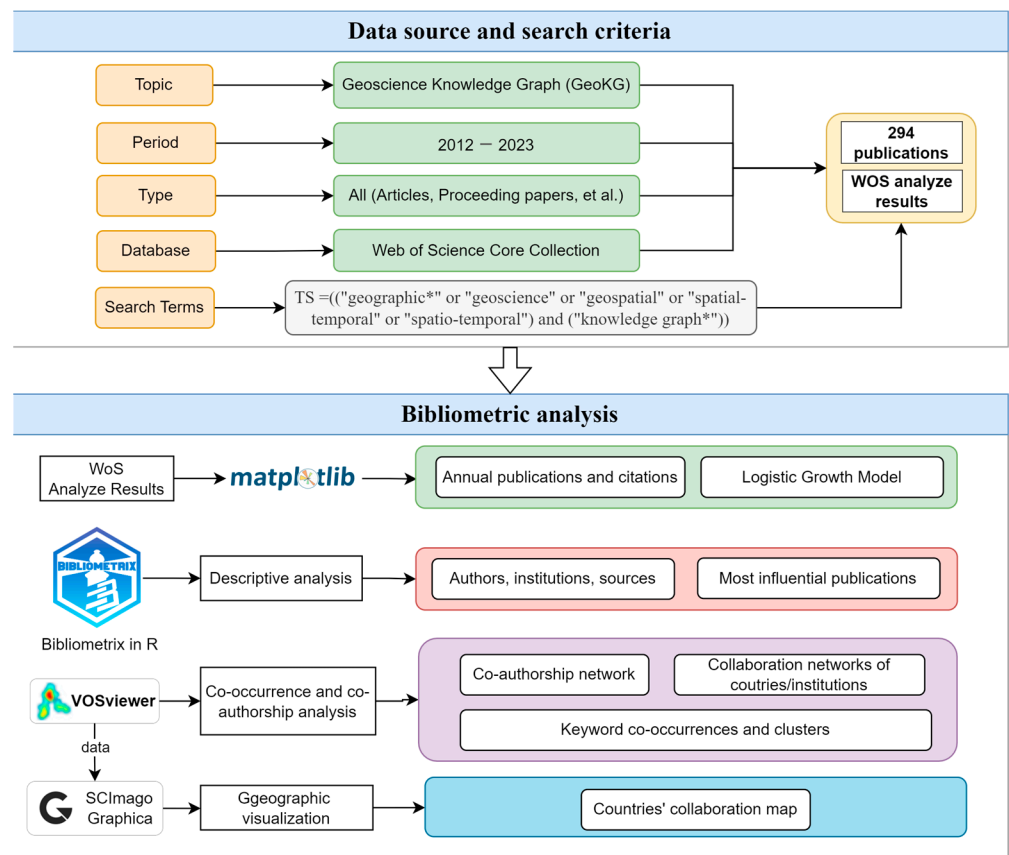 Data source and search criteria
Topic
Geoscience Knowledge Graph (GeoKG)
Period
2012 － 2023
Type
All (Articles, Proceeding papers, et al.)
Database
Web of Science Core Collection
Search Terms
TS =(("geographic*" or "geoscience" or "geospatial" or "spatial-
temporal" or "spatio-temporal") and ("knowledge graph*"))
294
publications
WOS analyze
results
Bibliometric analysis
WoS
Analyze Results
matplotlib
Annual publications and citations
Logistic Growth Model
BIBLIOMETRIX
Bibliometrix in R
Descriptive analysis
Authors, institutions, sources
Most influential publications
VOSviewer
Co-occurrence and co-
authorship analysis
Co-authorship network
Collaboration networks of
coutries/institutions
Keyword co-occurrences and clusters
data
SCImago
Graphica
Ggeographic
visualization
Countries' collaboration map